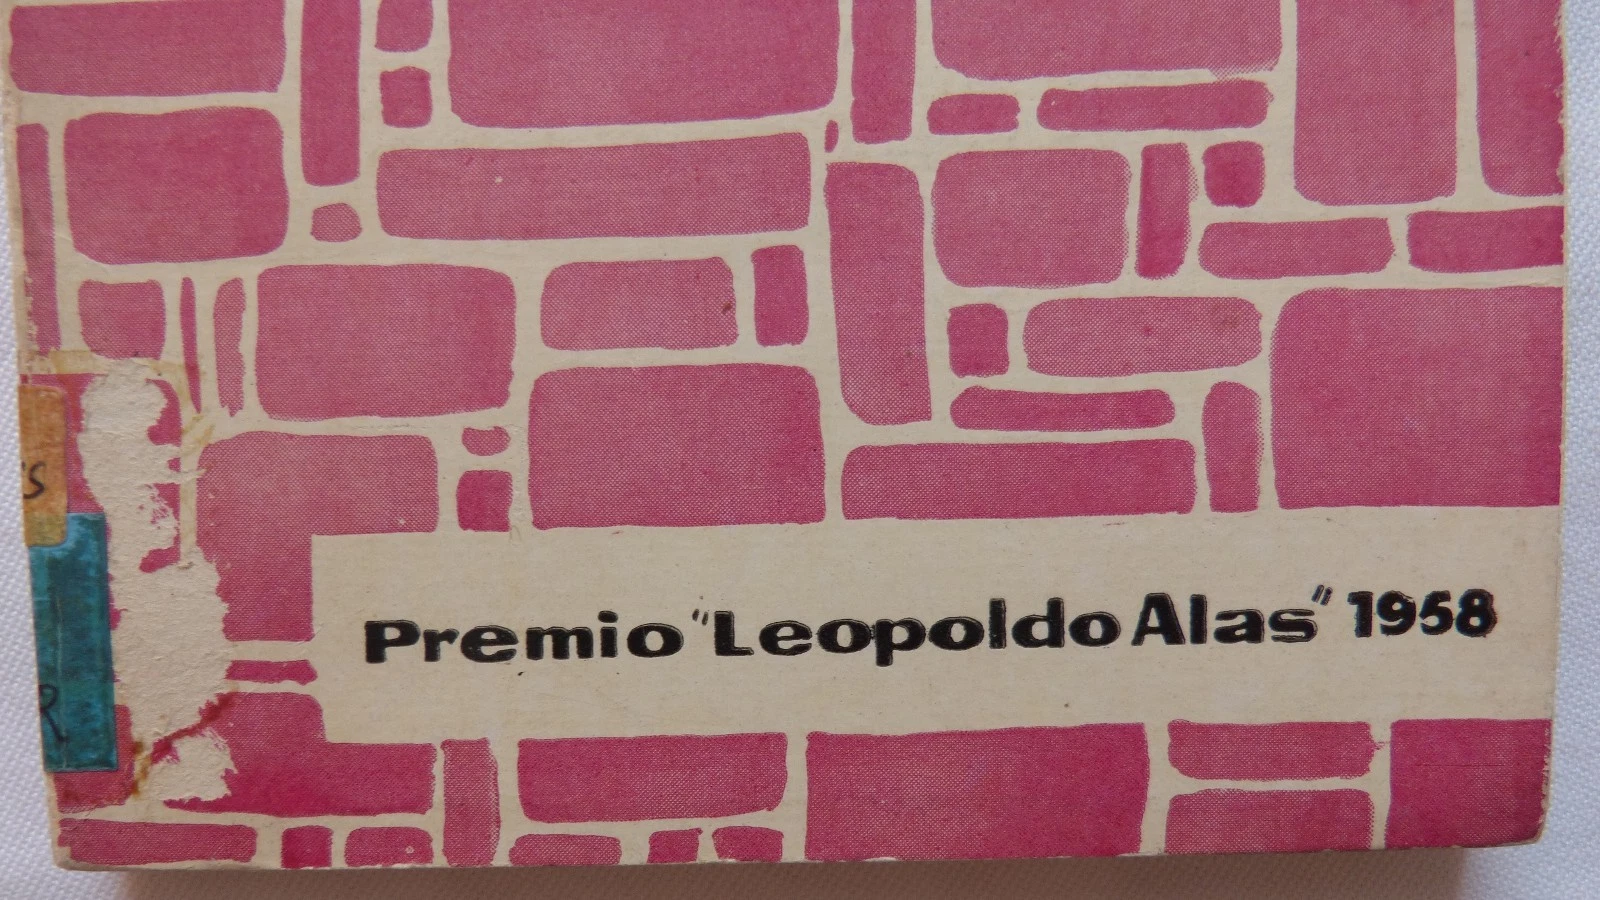 Premio "Leopoldo Alas" 1958